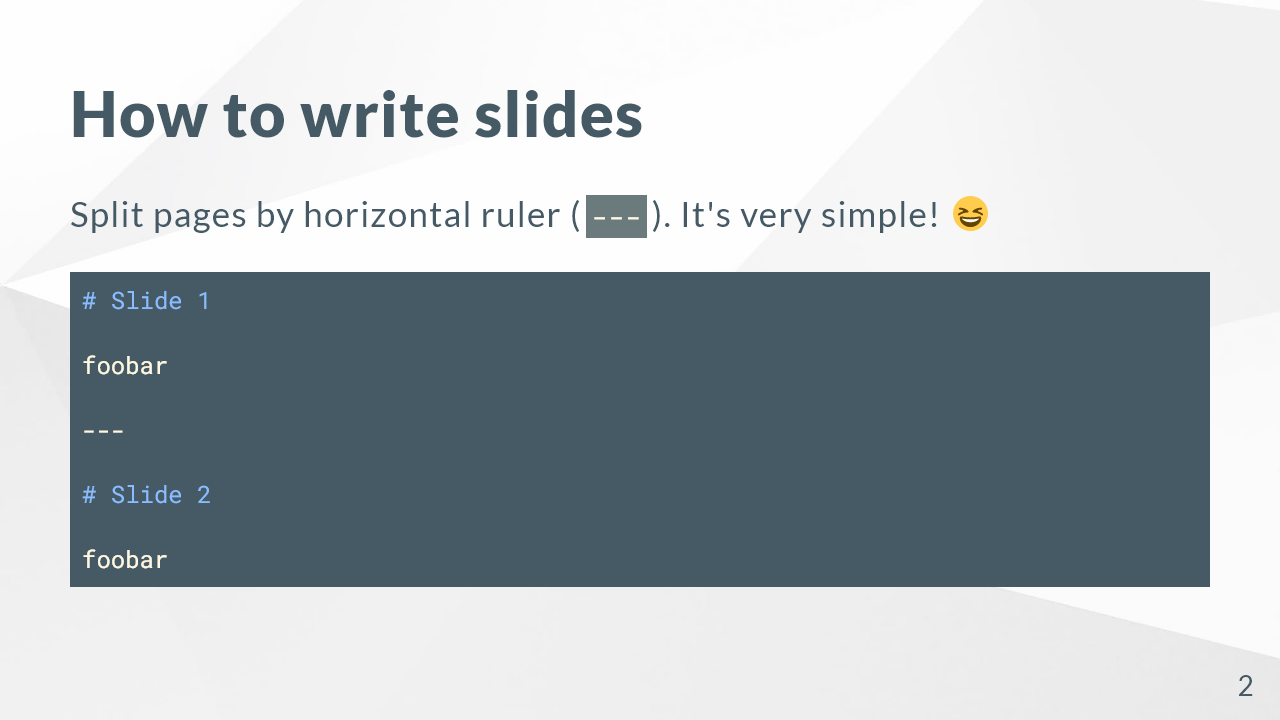 How to write slides
Split pages by horizontal ruler ( --- ). It's very simple! 😆
# Slide 1
foobar
---
# Slide 2
foobar
2